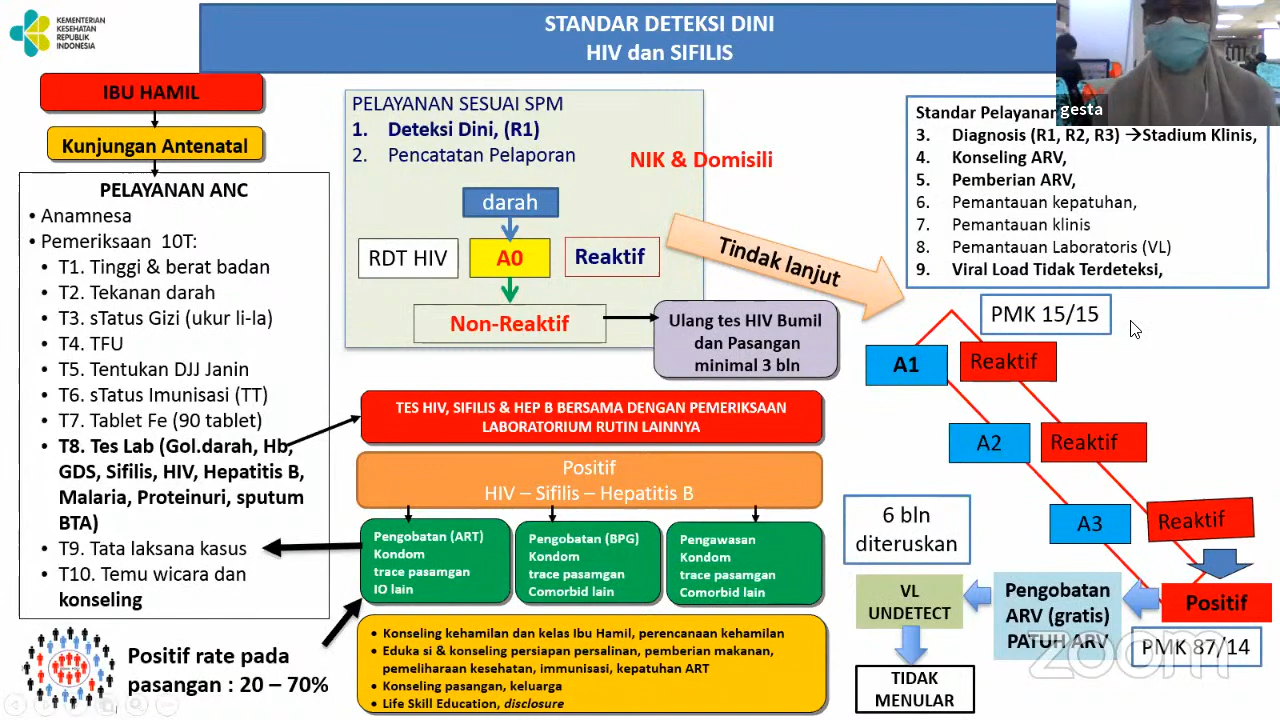 KEMENTERIAN
KESEHATAN
REPUBLIK
INDONESIA
STANDAR DETEKSI DINI
HIV dan SIFILIS
gesta
IBU HAMIL
Kunjungan Antenatal
PELAYANAN ANC
• Anamnesa
• Pemeriksaan 10T:
• T1. Tinggi & berat badan
• T2. Tekanan darah
• T3. sTatus Gizi (ukur li-la)
• T4. TFU
• T5. Tentukan DJJ Janin
• T6. sTatus Imunisasi (TT)
• T7. Tablet Fe (90 tablet)
• T8. Tes Lab (Gol.darah, Hb,
GDS, Sifilis, HIV, Hepatitis B,
Malaria, Proteinuri, sputum
BTA)
• T9. Tata laksana kasus
• T10. Temu wicara dan
konseling
Positif rate pada
pasangan : 20 – 70%
PELAYANAN SESUAI SPM
1. Deteksi Dini, (R1)
2. Pencatatan Pelaporan
NIK & Domisili
darah
RDT HIV
A0
Reaktif
Non-Reaktif
Ulang tes HIV Bumil
dan Pasangan
minimal 3 bln
Tindak lanjut
TES HIV, SIFILIS & HEP B BERSAMA DENGAN PEMERIKSAAN
LABORATORIUM RUTIN LAINNYA
Positif
HIV – Sifilis – Hepatitis B
Pengobatan (ART)
Kondom
trace pasamgan
IO lain
Pengobatan (BPG)
Kondom
trace pasamgan
Comorbid lain
Pengawasan
Kondom
trace pasamgan
Comorbid lain
• Konseling kehamilan dan kelas Ibu Hamil, perencanaan kehamilan
• Eduka si & konseling persiapan persalinan, pemberian makanan,
pemeliharaan kesehatan, immunisasi, kepatuhan ART
• Konseling pasangan, keluarga
• Life Skill Education, disclosure
Standar Pelayanan
3. Diagnosis (R1, R2, R3) →Stadium Klinis,
4. Konseling ARV,
5. Pemberian ARV,
6. Pemantauan kepatuhan,
7. Pemantauan klinis
8. Pemantauan Laboratoris (VL)
9. Viral Load Tidak Terdeteksi,
PMK 15/15
A1
Reaktif
A2
Reaktif
A3
Reaktif
6 bln
diteruskan
VL
UNDETECT
Pengobatan
ARV (gratis)
PATUH ARV
Positif
PMK 87/14
TIDAK
MENULAR
zoom